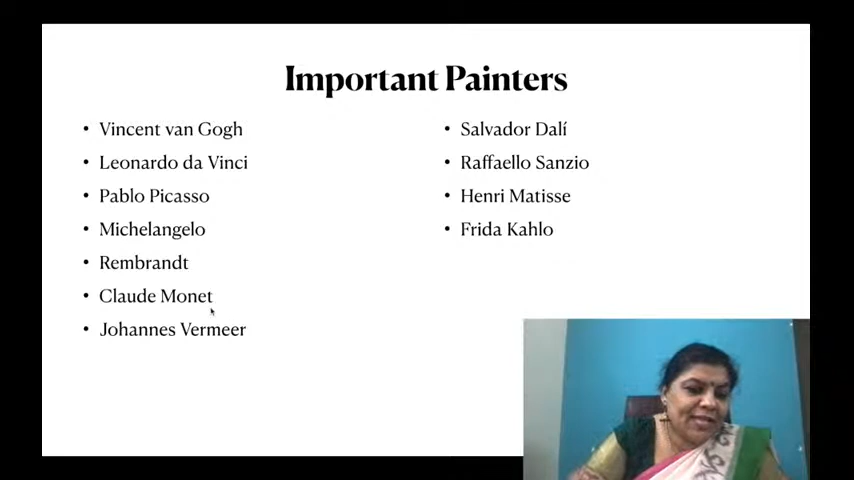 Important Painters
• Vincent van Gogh
• Leonardo da Vinci
• Pablo Picasso
• Michelangelo
• Rembrandt
• Claude Monet
• Johannes Vermeer
• Salvador Dalí
• Raffaello Sanzio
• Henri Matisse
• Frida Kahlo